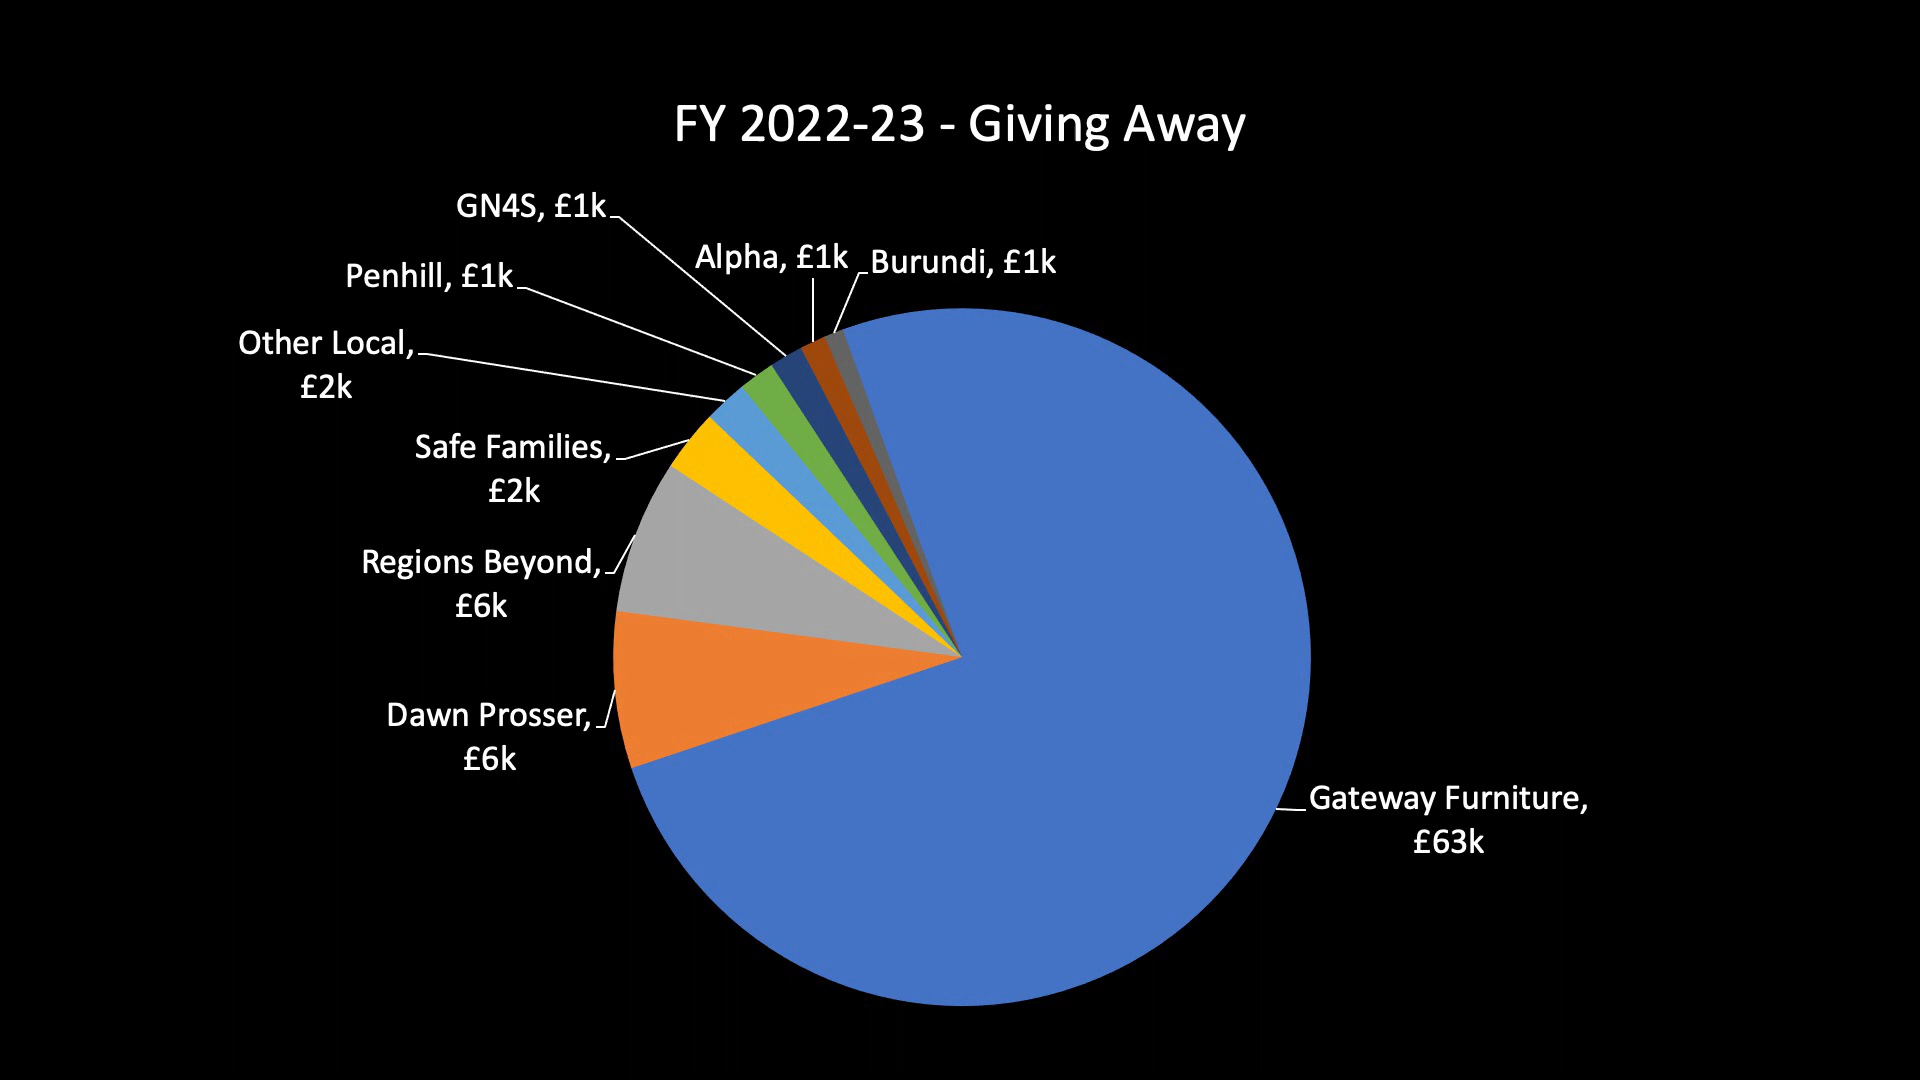 FY 2022-23 - Giving Away
GN4S, £1k
Alpha, £1k
Burundi, £1k
Penhill, £1k
Other Local,
£2k
Safe Families,
£2k
Regions Beyond,
£6k
Dawn Prosser,
£6k
Gateway Furniture,
£63k